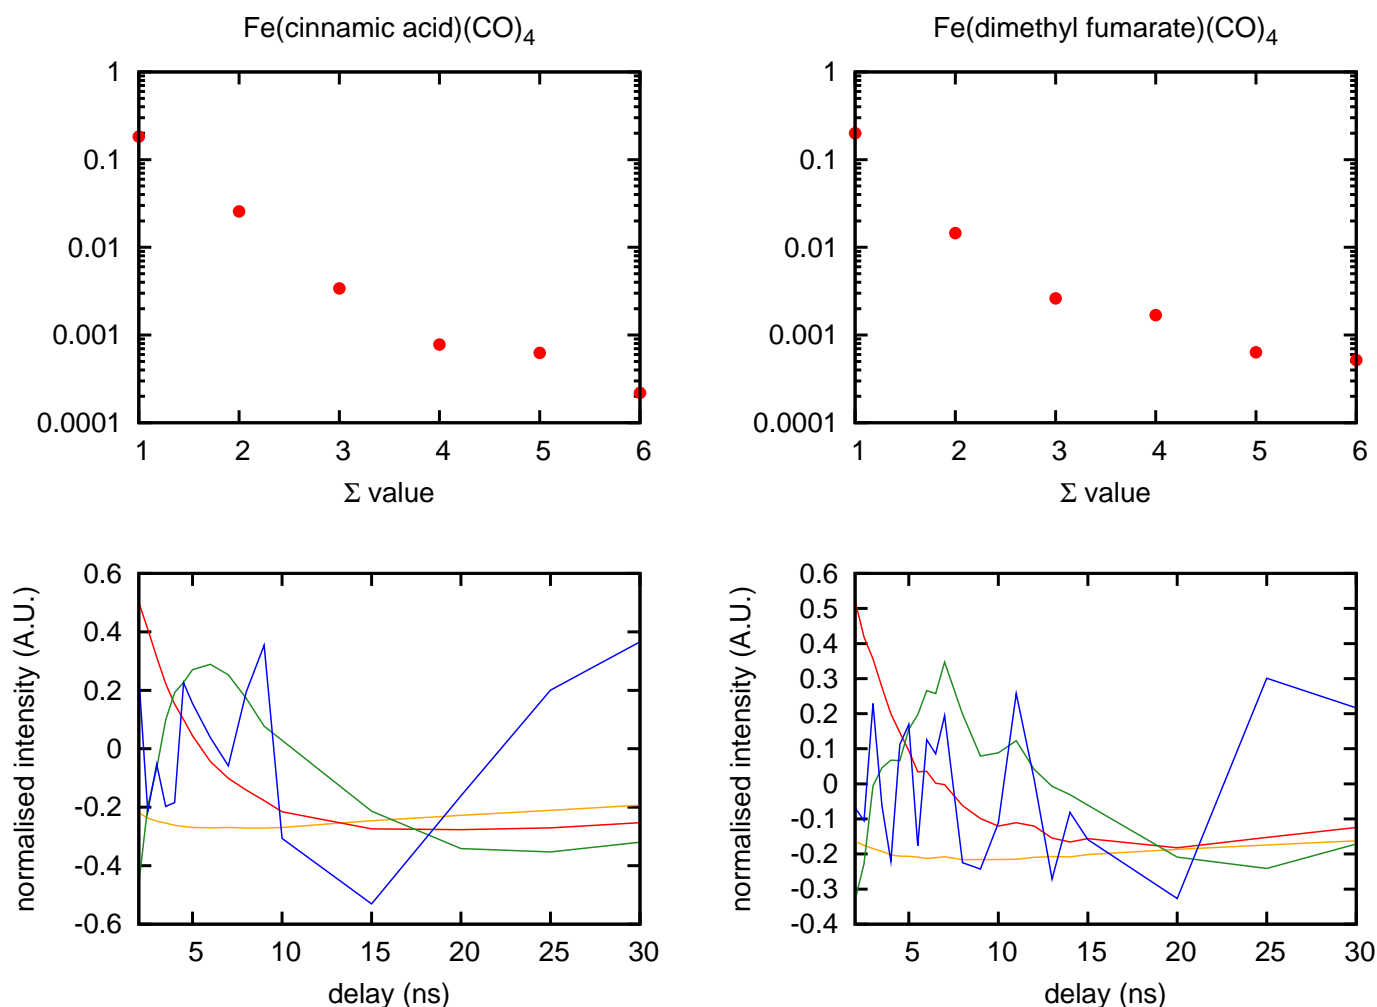 Fe(cinnamic acid)(CO)4
1
0.1
0.01
0.001
0.0001
1 2 3 4 5 6
Σ value
Fe(dimethyl fumarate)(CO)4
1
0.1
0.01
0.001
0.0001
1 2 3 4 5 6
Σ value
normalised intensity (A.U.)
0.6
0.4
0.2
0
-0.2
-0.4
-0.6
5 10 15 20 25 30
delay (ns)
normalised intensity (A.U.)
0.6
0.5
0.4
0.3
0.2
0.1
0
-0.1
-0.2
-0.3
-0.4
5 10 15 20 25 30
delay (ns)